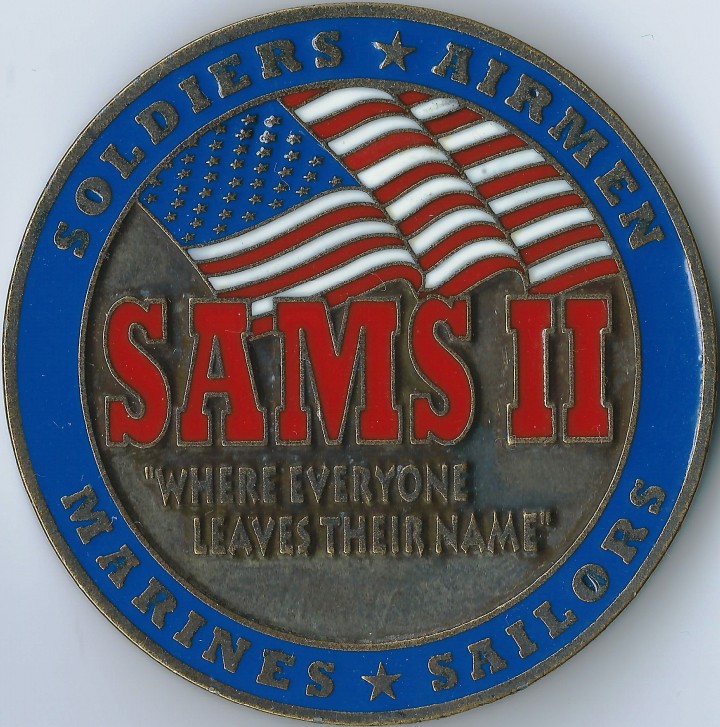 SOLDIERS ★ AIRMEN
SAMS II
"WHERE EVERYONE
LEAVES THEIR NAME"
MARINES ★ SAILORS